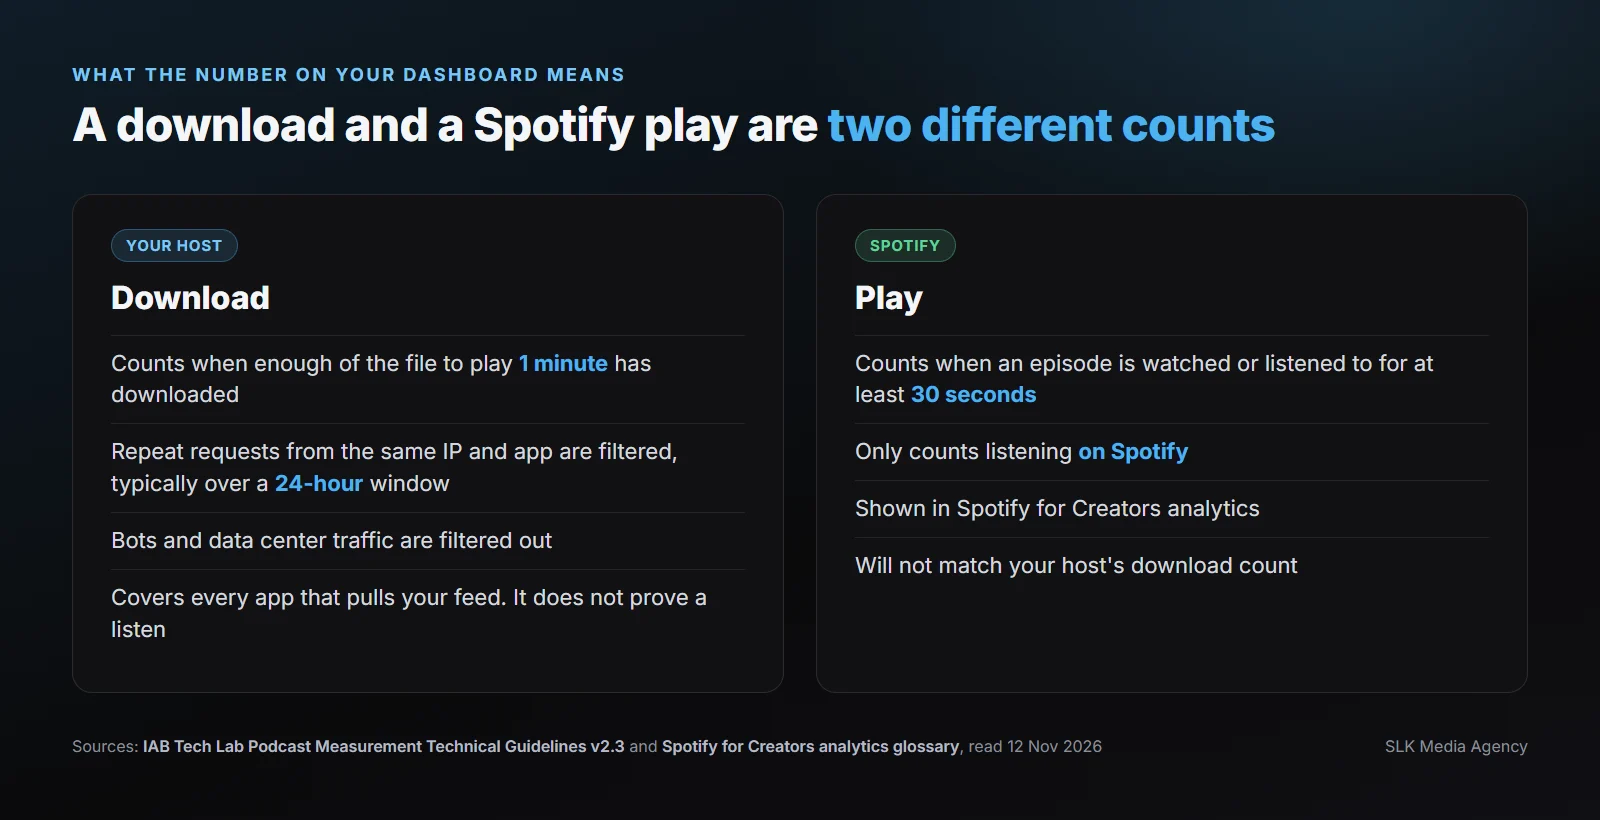 WHAT THE NUMBER ON YOUR DASHBOARD MEANS
A download and a Spotify play are two different counts
YOUR HOST
Download
Counts when enough of the file to play 1 minute has
downloaded
Repeat requests from the same IP and app are filtered,
typically over a 24-hour window
Bots and data center traffic are filtered out
Covers every app that pulls your feed. It does not prove a
listen
SPOTIFY
Play
Counts when an episode is watched or listened to for at
least 30 seconds
Only counts listening on Spotify
Shown in Spotify for Creators analytics
Will not match your host's download count
Sources: IAB Tech Lab Podcast Measurement Technical Guidelines v2.3 and Spotify for Creators analytics glossary, read 12 Nov 2026
SLK Media Agency